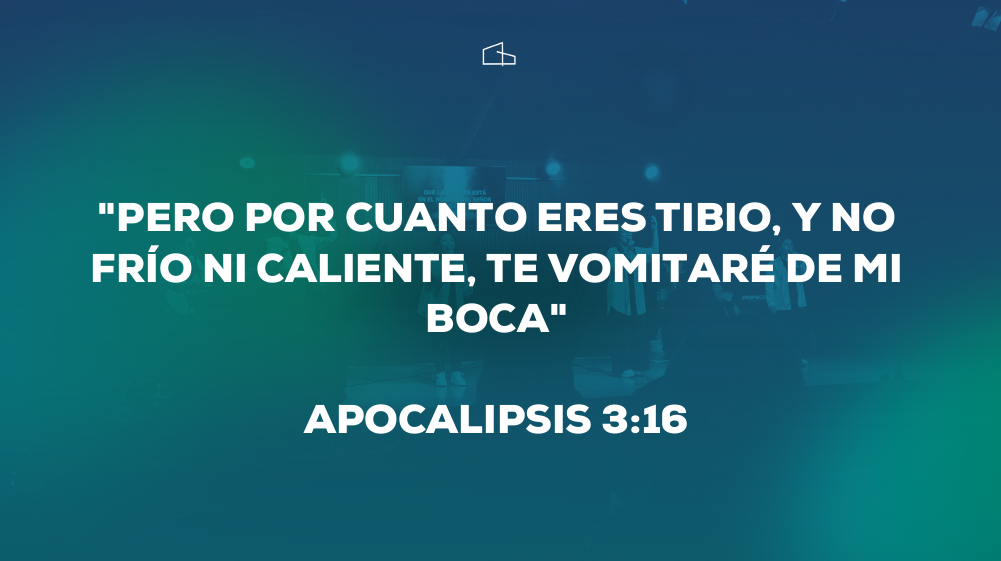 "PERO POR CUANTO ERES TIBIO, Y NO
FRÍO NI CALIENTE, TE VOMITARÉ DE MI
BOCA"
APOCALIPSIS 3:16